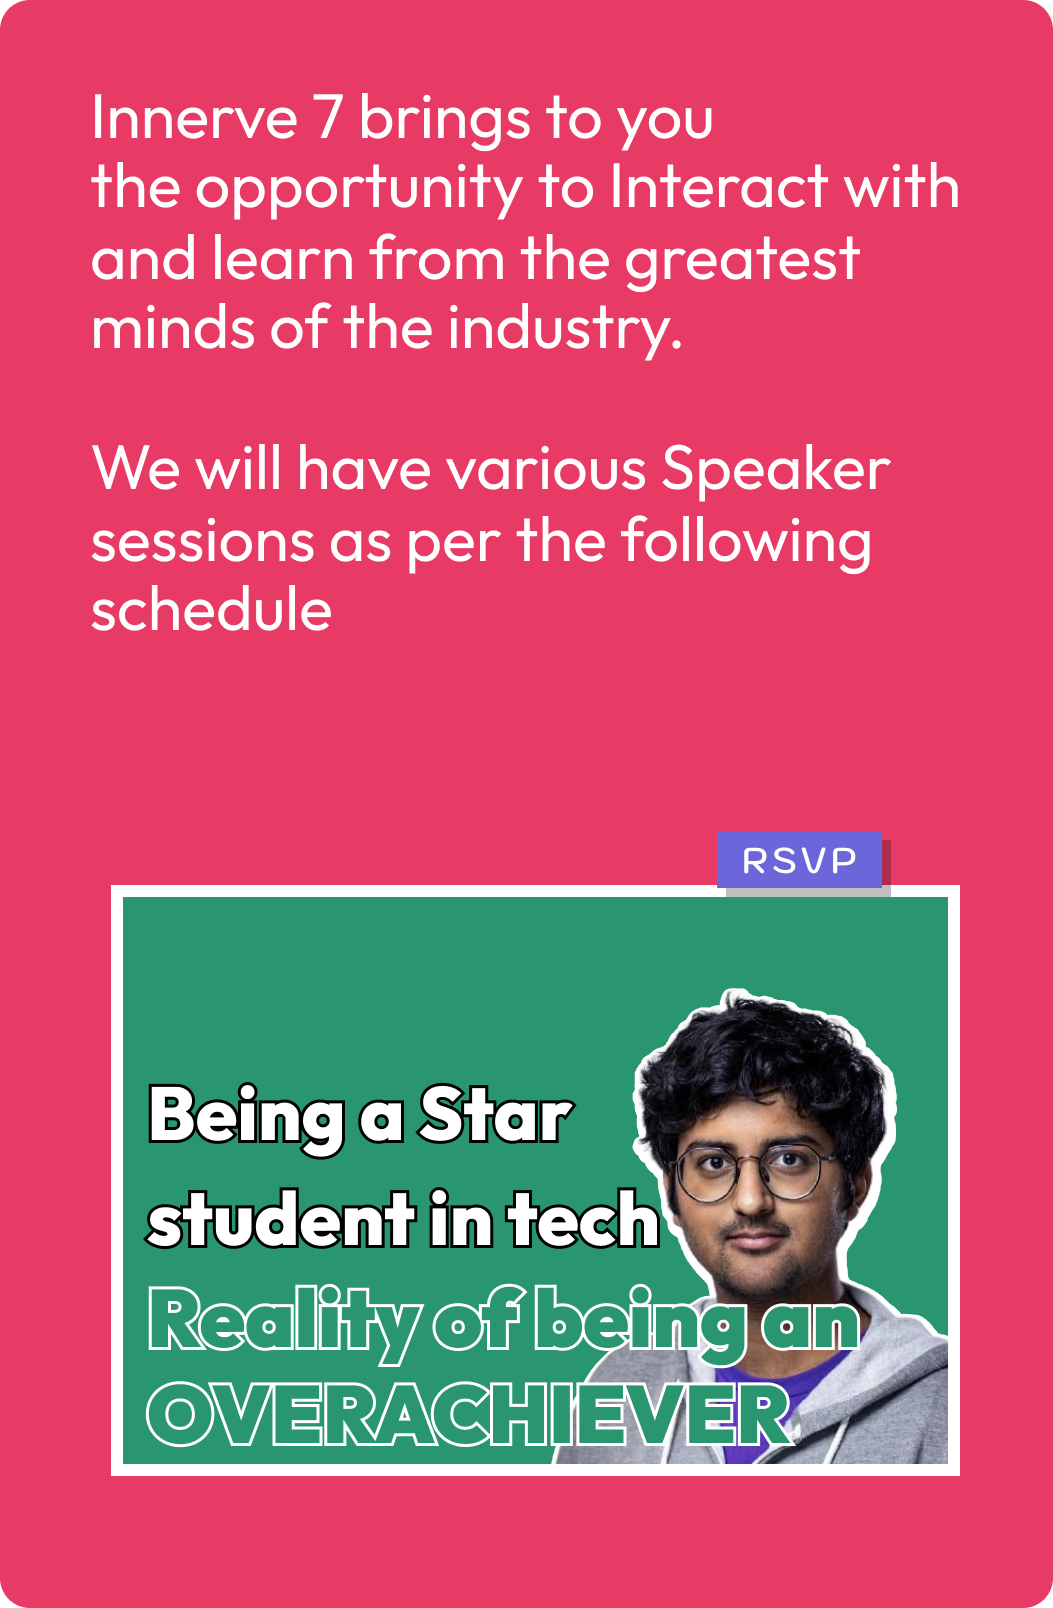 Innerve 7 brings to you
the opportunity to Interact with
and learn from the greatest
minds of the industry.
We will have various Speaker
sessions as per the following
schedule
RSVP
Being a Star
student in tech
Reality of being an
OVERACHIEVER